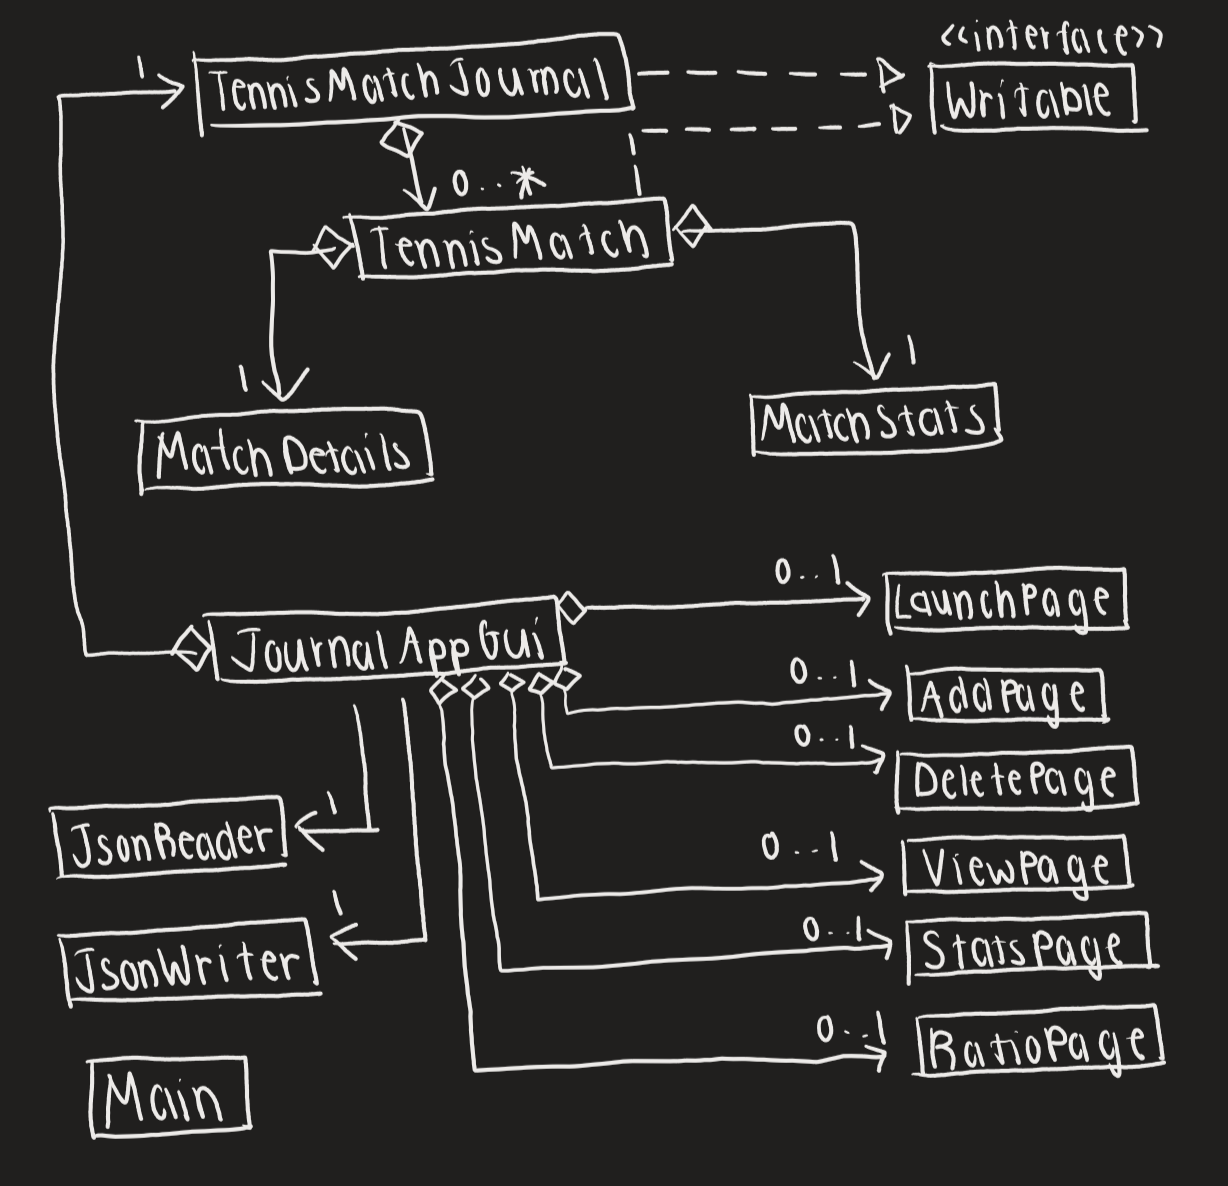 <<interface>>
1
TennisMatchJournal
Writable
0..*
TennisMatch
1
1
MatchDetails
MatchStats
0..1
LaunchPage
JournalAppGui
0..1
AddPage
0..1
DeletePage
1
JsonReader
0..1
ViewPage
1
0..1
StatsPage
JsonWriter
0..1
RatioPage
Main